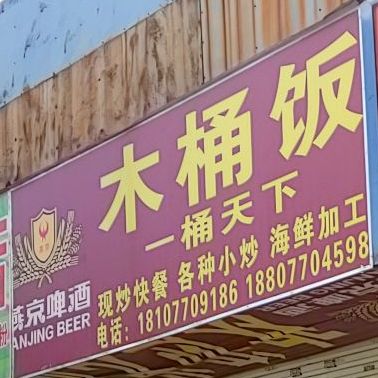 木桶饭
一桶天下
现炒快餐 各种小炒 海鲜加工
电话: 18107709186 18807704598
燕京啤酒
ANJING BEER